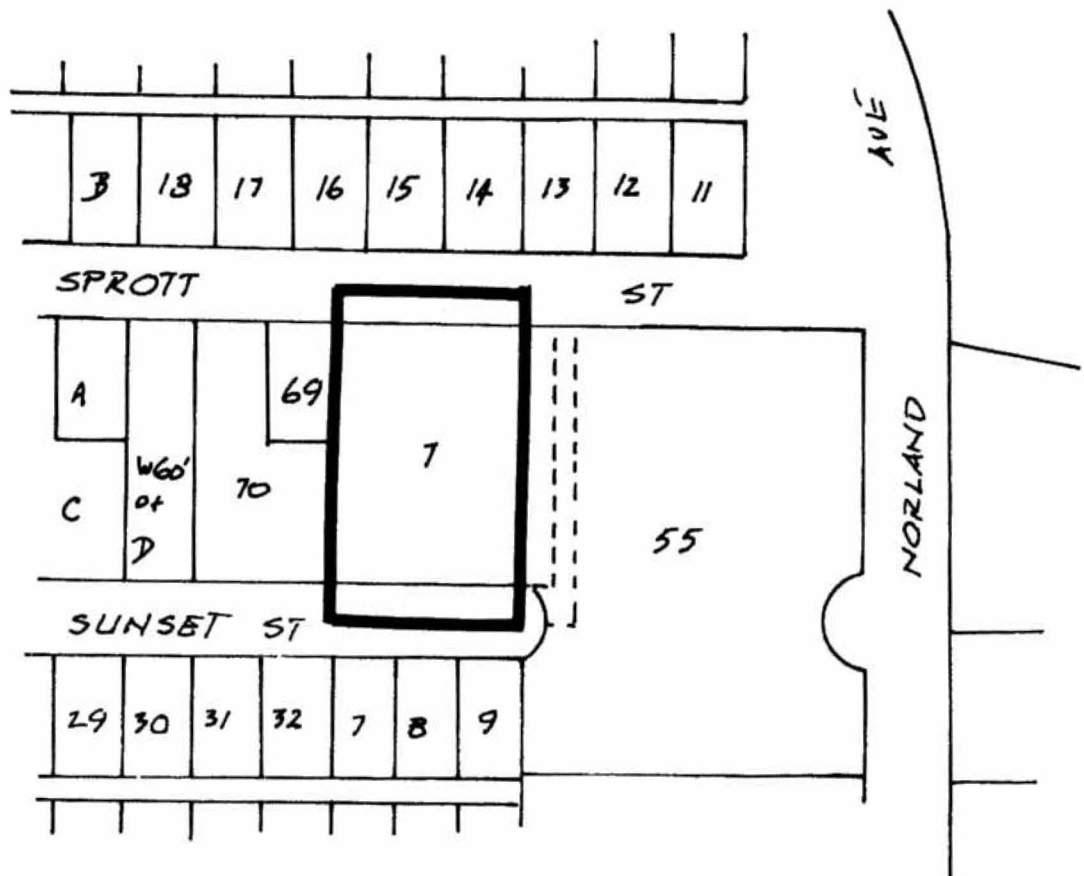 AVE
B 18 17 16 15 14 13 12 11
SPROTT ST
A 69
W60'
of
D
C 70 7 55
NORLAND
SUNSET ST
29 30 31 32 7 8 9